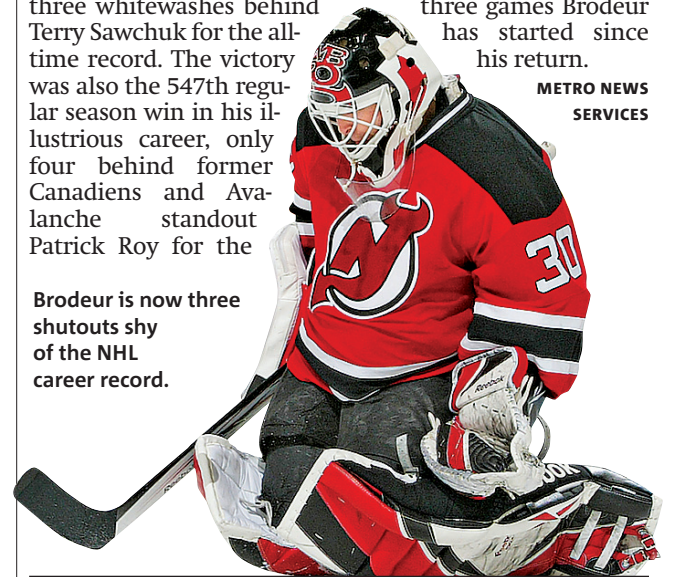 three whitewashes behind
Terry Sawchuk for the all-
time record. The victory
was also the 547th regu-
lar season win in his il-
lustrious career, only
four behind former
Canadiens and Ava-
lanche standout
Patrick Roy for the
three games Brodeur
has started since
his return.
METRO NEWS
SERVICES
Brodeur is now three
shutouts shy
of the NHL
career record.
MB
30
Reebok
Reebok